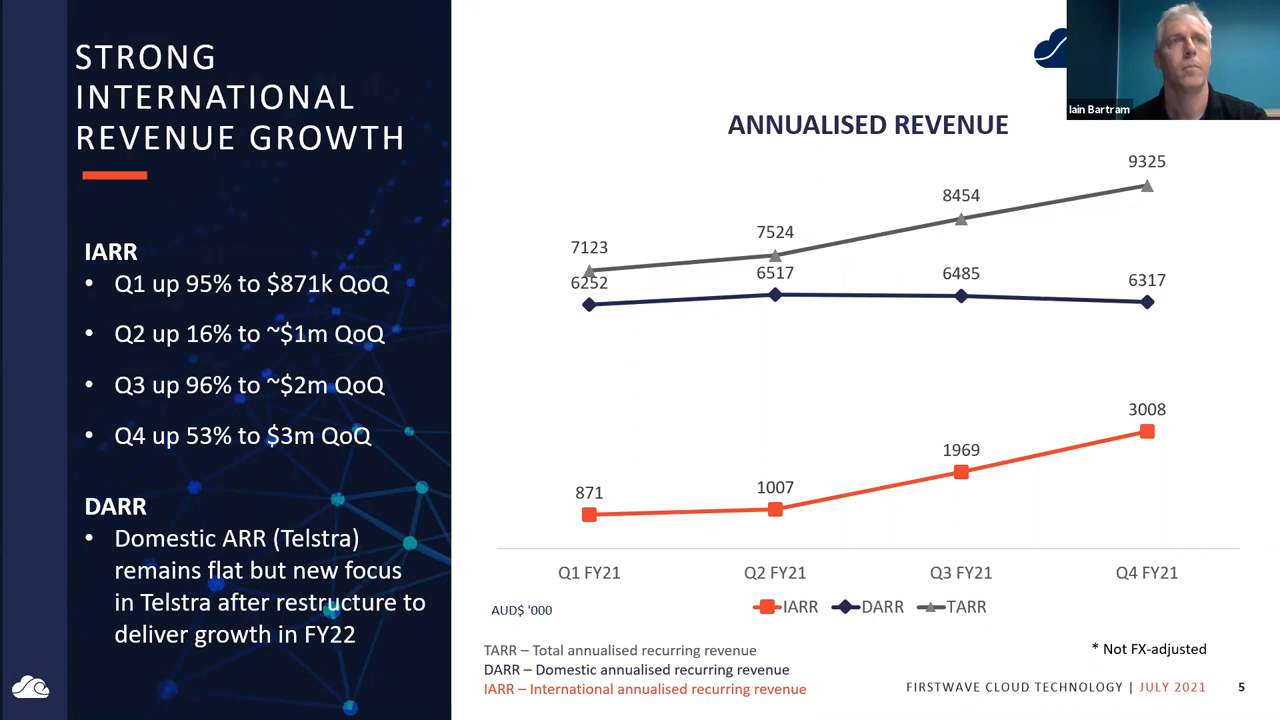 STRONG
INTERNATIONAL
REVENUE GROWTH
IARR
• Q1 up 95% to $871k QoQ
• Q2 up 16% to ~$1m QoQ
• Q3 up 96% to ~$2m QoQ
• Q4 up 53% to $3m QoQ
DARR
• Domestic ARR (Telstra)
remains flat but new focus
in Telstra after restructure to
deliver growth in FY22
Iain Bartram
ANNUALISED REVENUE
7123
7524
8454
9325
6252
6517
6485
6317
871
1007
1969
3008
Q1 FY21
Q2 FY21
Q3 FY21
Q4 FY21
AUD$ '000
IARR
DARR
TARR
TARR – Total annualised recurring revenue
DARR – Domestic annualised recurring revenue
IARR – International annualised recurring revenue
* Not FX-adjusted
FIRSTWAVE CLOUD TECHNOLOGY | JULY 2021 5